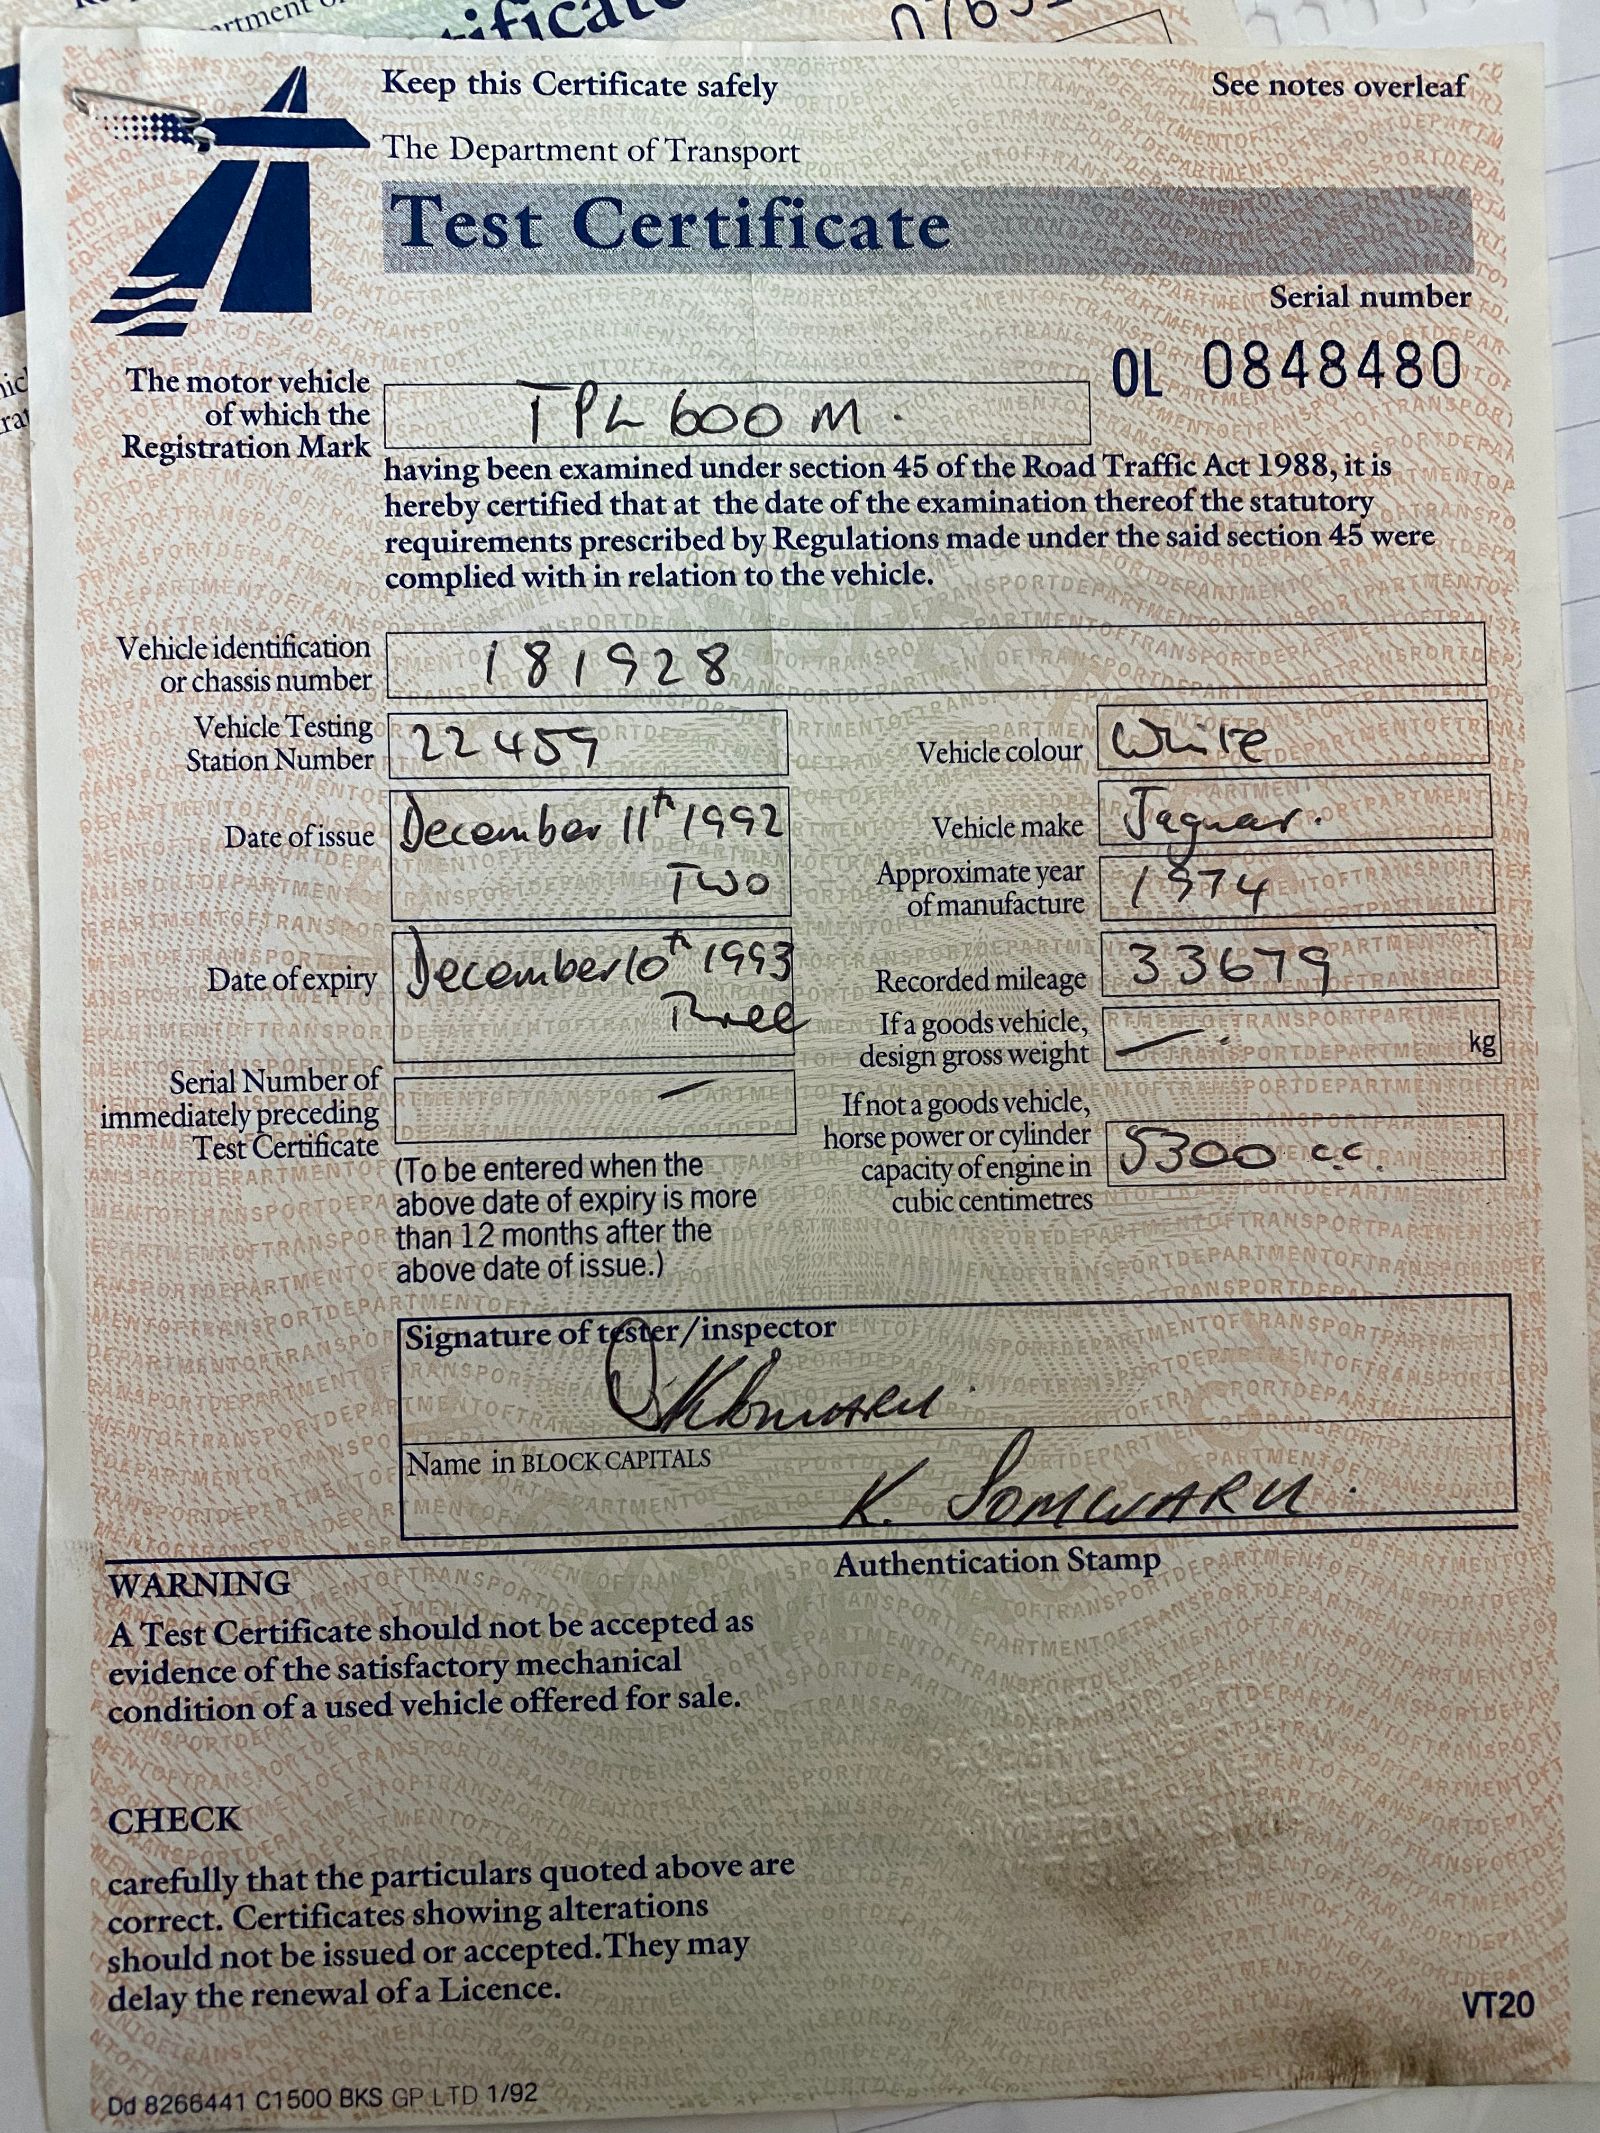 Keep this Certificate safely
See notes overleaf
The Department of Transport
Test Certificate
Serial number
OL 0848480
The motor vehicle
of which the
Registration Mark
TPL 600 M.
having been examined under section 45 of the Road Traffic Act 1988, it is
hereby certified that at the date of the examination thereof the statutory
requirements prescribed by Regulations made under the said section 45 were
complied with in relation to the vehicle.
Vehicle identification
or chassis number
181928
Vehicle Testing
Station Number
22459
Vehicle colour
White
Date of issue
December 11th 1992
Two
Vehicle make
Jaguar.
Approximate year
of manufacture
1974
Date of expiry
December 10th 1993
Three
Recorded mileage
33679
If a goods vehicle,
design gross weight
kg
Serial Number of
immediately preceding
Test Certificate
(To be entered when the
above date of expiry is more
than 12 months after the
above date of issue.)
If not a goods vehicle,
horse power or cylinder
capacity of engine in
cubic centimetres
5300 c.c.
Signature of tester/inspector
Name in BLOCK CAPITALS
K. SOMWARU.
Authentication Stamp
WARNING
A Test Certificate should not be accepted as
evidence of the satisfactory mechanical
condition of a used vehicle offered for sale.
CHECK
carefully that the particulars quoted above are
correct. Certificates showing alterations
should not be issued or accepted. They may
delay the renewal of a Licence.
VT20
Dd 8266441 C1500 BKS GP LTD 1/92